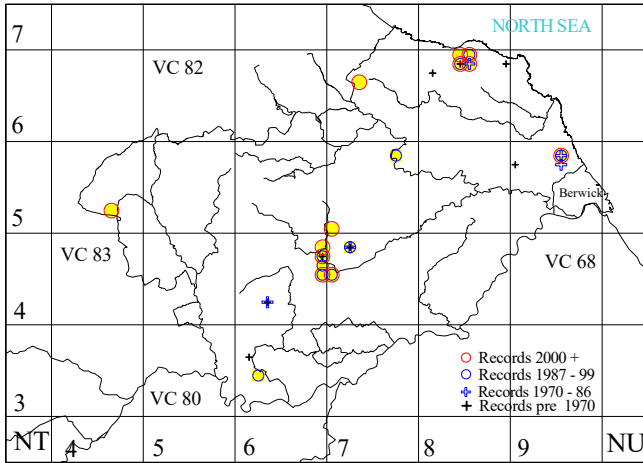 NORTH SEA
7
VC 82
6
Berwick
5
VC 83
VC 68
4
Records 2000 +
Records 1987 - 99
Records 1970 - 86
VC 80
Records pre 1970
3
NT 4 5 6 7 8 9 NU